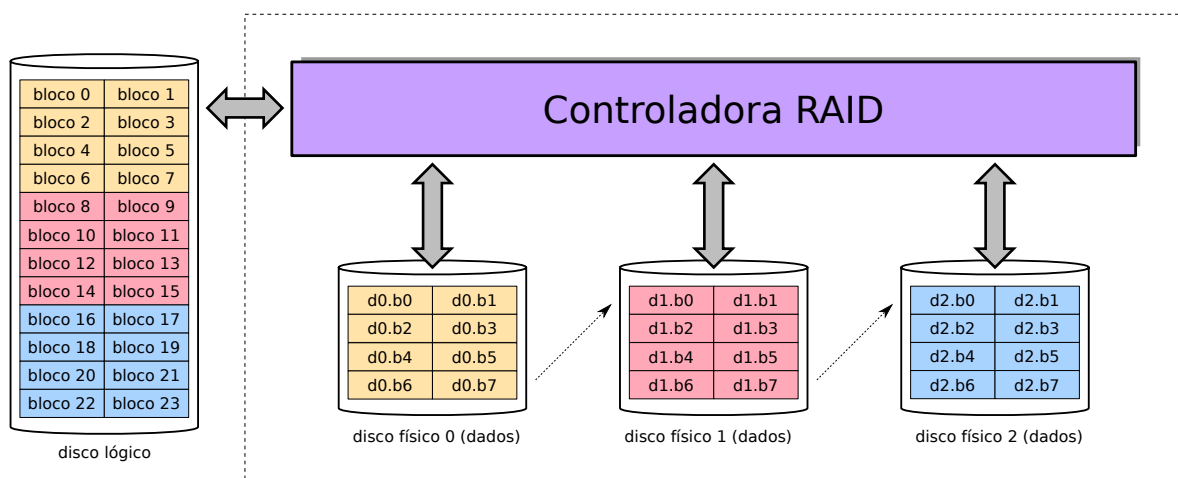 Controladora RAID
bloco 0 bloco 1
bloco 2 bloco 3
bloco 4 bloco 5
bloco 6 bloco 7
bloco 8 bloco 9
bloco 10 bloco 11
bloco 12 bloco 13
bloco 14 bloco 15
bloco 16 bloco 17
bloco 18 bloco 19
bloco 20 bloco 21
bloco 22 bloco 23
disco lógico
d0.b0 d0.b1
d0.b2 d0.b3
d0.b4 d0.b5
d0.b6 d0.b7
disco físico 0 (dados)
d1.b0 d1.b1
d1.b2 d1.b3
d1.b4 d1.b5
d1.b6 d1.b7
disco físico 1 (dados)
d2.b0 d2.b1
d2.b2 d2.b3
d2.b4 d2.b5
d2.b6 d2.b7
disco físico 2 (dados)